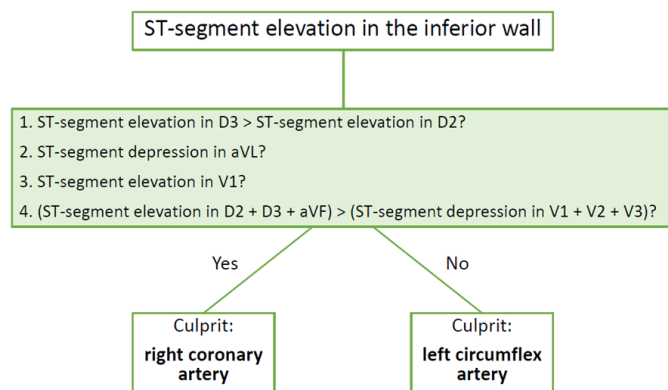 ST-segment elevation in the inferior wall
1. ST-segment elevation in D3 > ST-segment elevation in D2?
2. ST-segment depression in aVL?
3. ST-segment elevation in V1?
4. (ST-segment elevation in D2 + D3 + aVF) > (ST-segment depression in V1 + V2 + V3)?
Yes
No
Culprit:
right coronary
artery
Culprit:
left circumflex
artery